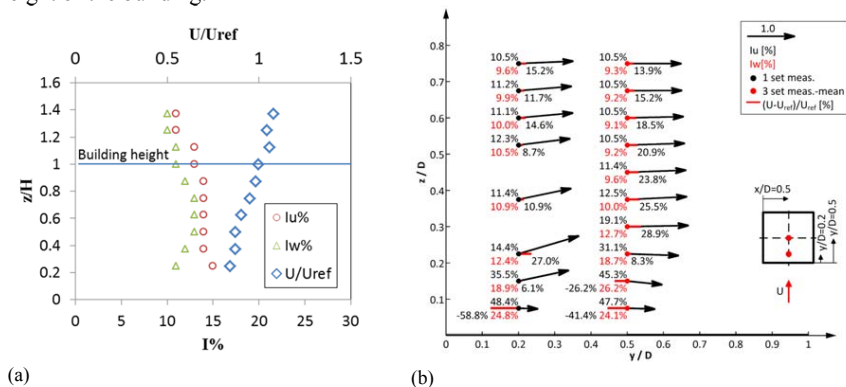 eight of the building.
U/Uref
0 0.5 1 1.5
1.6
1.4
1.2
1
0.8
0.6
0.4
0.2
0
z/H
Building height
Iu%
Iw%
U/Uref
0 5 10 15 20 25 30
I%
(a)
0.8
0.7
0.6
0.5
0.4
0.3
0.2
0.1
z / D
10.5%
9.6% 15.2%
11.2%
9.9% 11.7%
11.1%
10.0% 14.6%
12.3%
10.5% 8.7%
11.4%
10.9% 10.9%
14.4%
12.4% 27.0%
35.5%
18.9% 6.1%
48.4%
-58.8% 24.8%
10.5%
9.3% 13.9%
10.5%
9.2% 15.2%
10.5%
9.1% 18.5%
10.5%
9.2% 20.9%
11.4%
9.6% 23.8%
12.5%
10.0% 25.5%
19.1%
12.7% 28.9%
31.1%
18.7% 8.3%
45.3%
-26.2% 26.2%
47.7%
-41.4% 24.1%
0 0.1 0.2 0.3 0.4 0.5 0.6 0.7 0.8 0.9 1
y / D
1.0
Iu [%]
Iw[%]
1 set meas.
3 set meas.-mean
(U-Uref)/Uref [%]
x/D=0.5
y/D=0.2
y/D=0.5
U
(b)